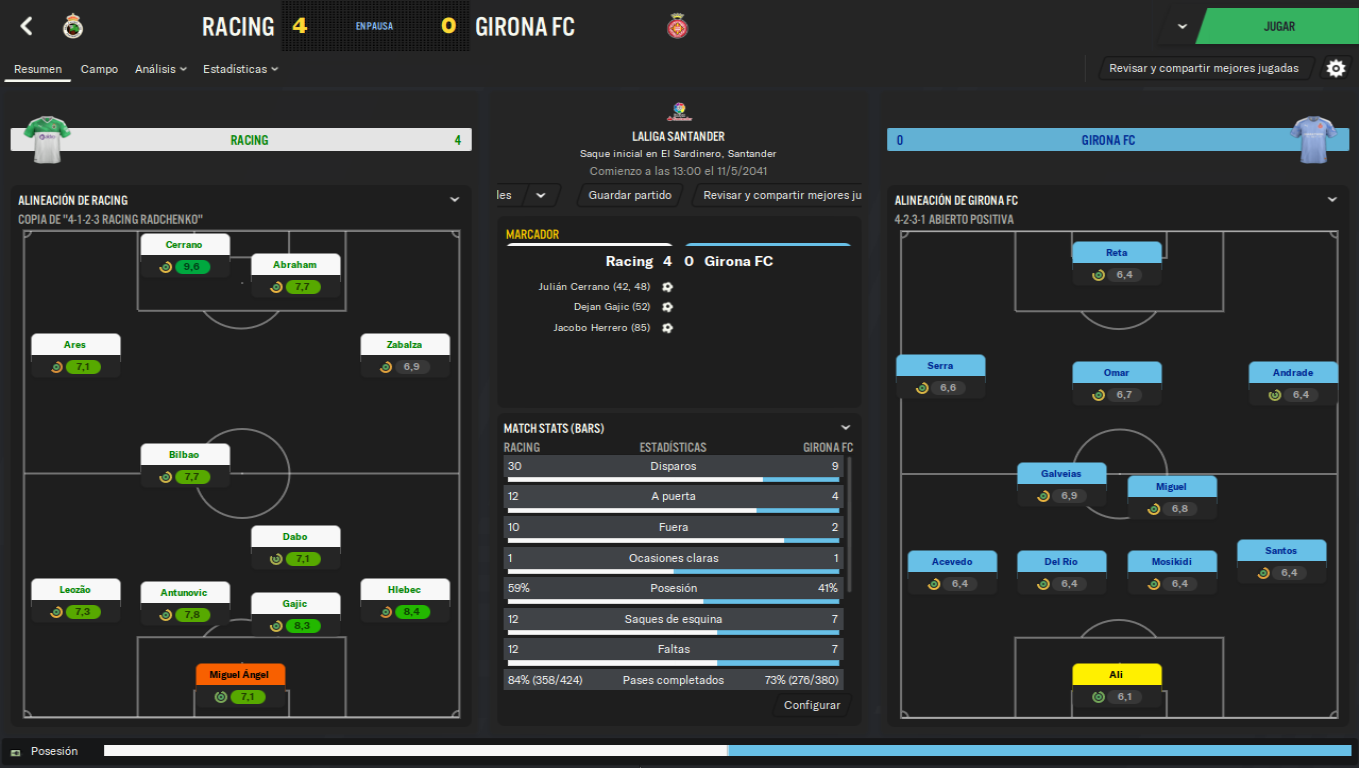 RACING 4 EN PAUSA 0 GIRONA FC
JUGAR
Resumen Campo Análisis Estadísticas
Revisar y compartir mejores jugadas
RACING 4
LALIGA SANTANDER
Saque inicial en El Sardinero, Santander
Comienzo a las 13:00 el 11/5/2041
les Guardar partido Revisar y compartir mejores ju
0 GIRONA FC
ALINEACIÓN DE RACING
COPIA DE "4-1-2-3 RACING RADCHENKO"
Cerrano
9,6
Abraham
7,7
Ares
7,1
Zabalza
6,9
Bilbao
7,7
Dabo
7,1
Leozão
7,3
Antunovic
7,8
Gajic
8,3
Hlebec
8,4
Miguel Ángel
7,1
MARCADOR
Racing 4 0 Girona FC
Julián Cerrano (42, 48)
Dejan Gajic (52)
Jacobo Herrero (85)
MATCH STATS (BARS)
RACING ESTADÍSTICAS GIRONA FC
30 Disparos 9
12 A puerta 4
10 Fuera 2
1 Ocasiones claras 1
59% Posesión 41%
12 Saques de esquina 7
12 Faltas 7
84% (358/424) Pases completados 73% (276/380)
Configurar
ALINEACIÓN DE GIRONA FC
4-2-3-1 ABIERTO POSITIVA
Reta
6,4
Serra
6,6
Omar
6,7
Andrade
6,4
Galveias
6,9
Miguel
6,8
Acevedo
6,4
Del Río
6,4
Mosikidi
6,4
Santos
6,4
Ali
6,1
Posesión